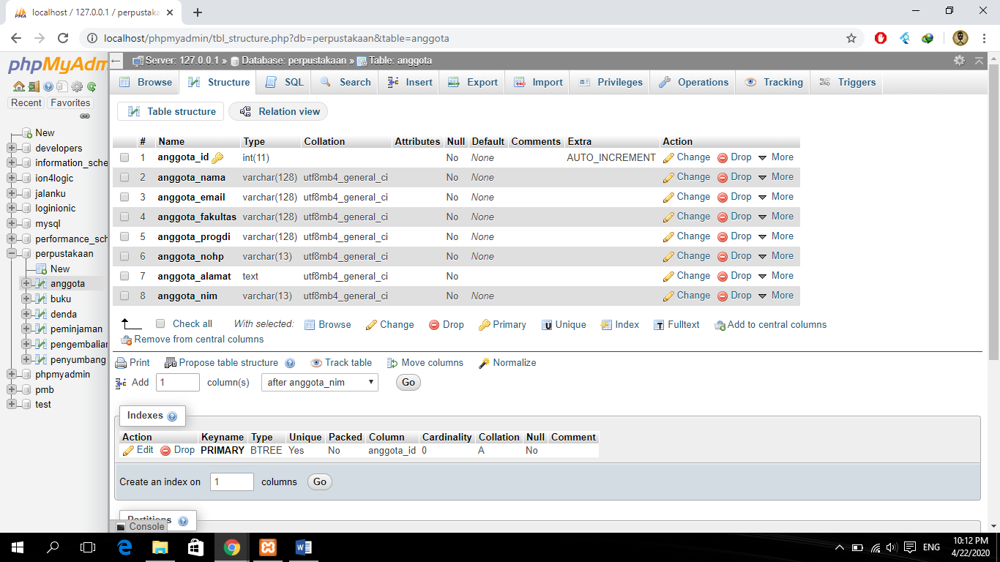 localhost / 127.0.0.1 / perpustaka
localhost/phpmyadmin/tbl_structure.php?db=perpustakaan&table=anggota
phpMyAdm
Recent Favorites
New
developers
information_sche
ion4logic
jalanku
loginionic
mysql
performance_sch
perpustakaan
New
anggota
buku
denda
peminjaman
pengembalian
penyumbang
phpmyadmin
pmb
test
Server: 127.0.0.1 » Database: perpustakaan » Table: anggota
Browse Structure SQL Search Insert Export Import Privileges Operations Tracking Triggers
Table structure Relation view
# Name Type Collation Attributes Null Default Comments Extra Action
1 anggota_id int(11) No None AUTO_INCREMENT Change Drop More
2 anggota_nama varchar(128) utf8mb4_general_ci No None Change Drop More
3 anggota_email varchar(128) utf8mb4_general_ci No None Change Drop More
4 anggota_fakultas varchar(128) utf8mb4_general_ci No None Change Drop More
5 anggota_progdi varchar(128) utf8mb4_general_ci No None Change Drop More
6 anggota_nohp varchar(13) utf8mb4_general_ci No None Change Drop More
7 anggota_alamat text utf8mb4_general_ci No Change Drop More
8 anggota_nim varchar(13) utf8mb4_general_ci No None Change Drop More
Check all With selected: Browse Change Drop Primary Unique Index Fulltext Add to central columns
Remove from central columns
Print Propose table structure Track table Move columns Normalize
Add 1 column(s) after anggota_nim Go
Indexes
Action Keyname Type Unique Packed Column Cardinality Collation Null Comment
Edit Drop PRIMARY BTREE Yes No anggota_id 0 A No
Create an index on 1 columns Go
Partitions
Console
ENG
10:12 PM
4/22/2020